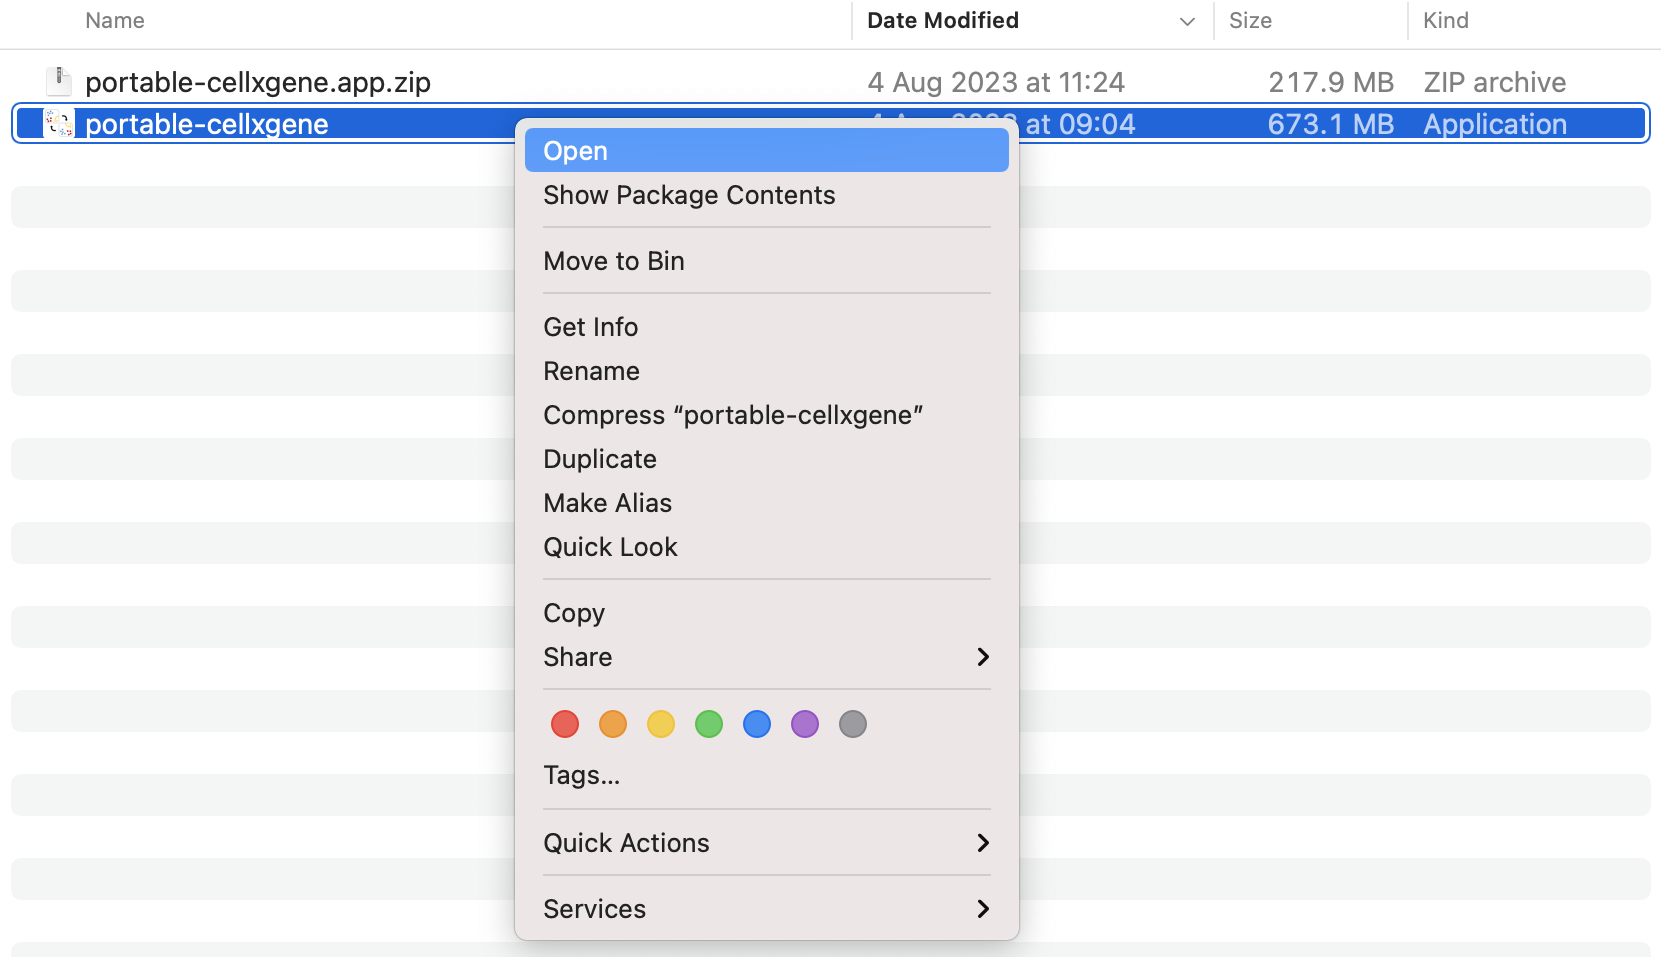 Name Date Modified Size Kind
portable-cellxgene.app.zip 4 Aug 2023 at 11:24 217.9 MB ZIP archive
portable-cellxgene at 09:04 673.1 MB Application
Open
Show Package Contents
Move to Bin
Get Info
Rename
Compress “portable-cellxgene”
Duplicate
Make Alias
Quick Look
Copy
Share
Tags...
Quick Actions
Services